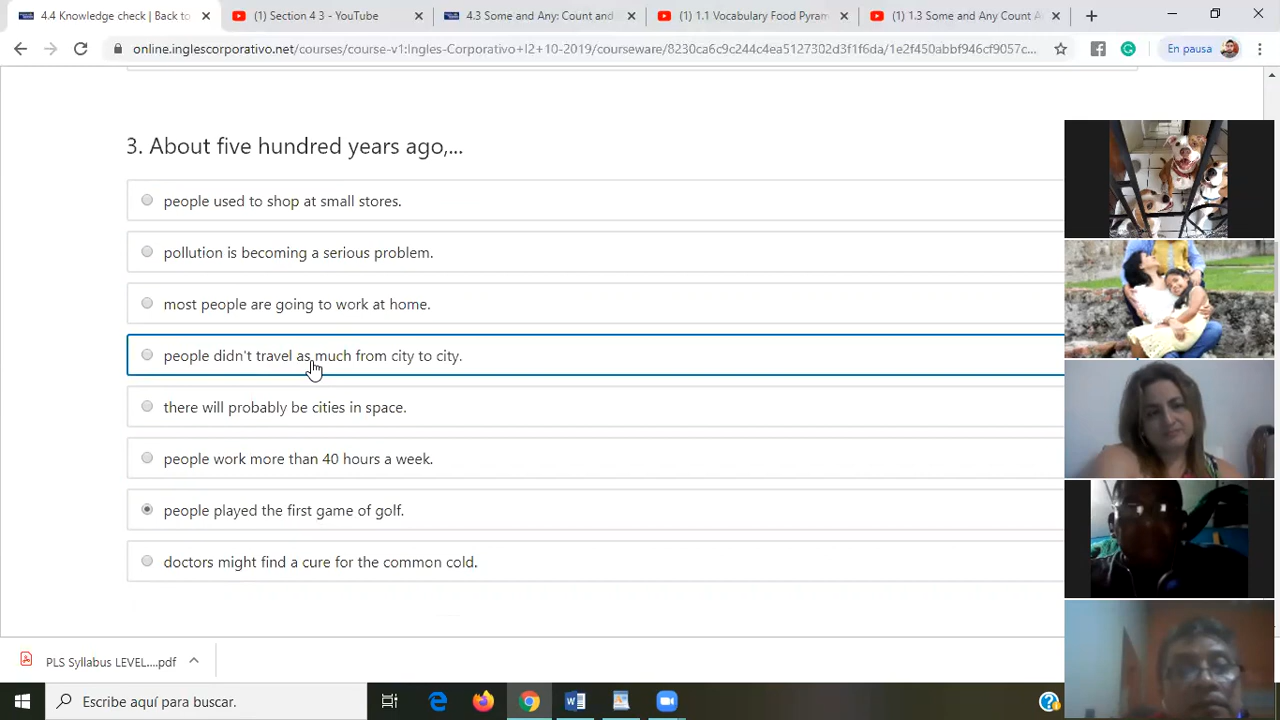 4.4 Knowledge check | Back to
(1) Section 4 3 - YouTube
4.3 Some and Any: Count and
(1) 1.1 Vocabulary Food Pyram
(1) 1.3 Some and Any Count A
online.inglescorporativo.net/courses/course-v1:Ingles-Corporativo+I2+10-2019/courseware/8230ca6c9c244c4ea5127302d3f1f6da/1e2f450abbf946cf9057c...
En pausa
3. About five hundred years ago,...
people used to shop at small stores.
pollution is becoming a serious problem.
most people are going to work at home.
people didn't travel as much from city to city.
there will probably be cities in space.
people work more than 40 hours a week.
people played the first game of golf.
doctors might find a cure for the common cold.
PLS Syllabus LEVEL....pdf
Escribe aquí para buscar.